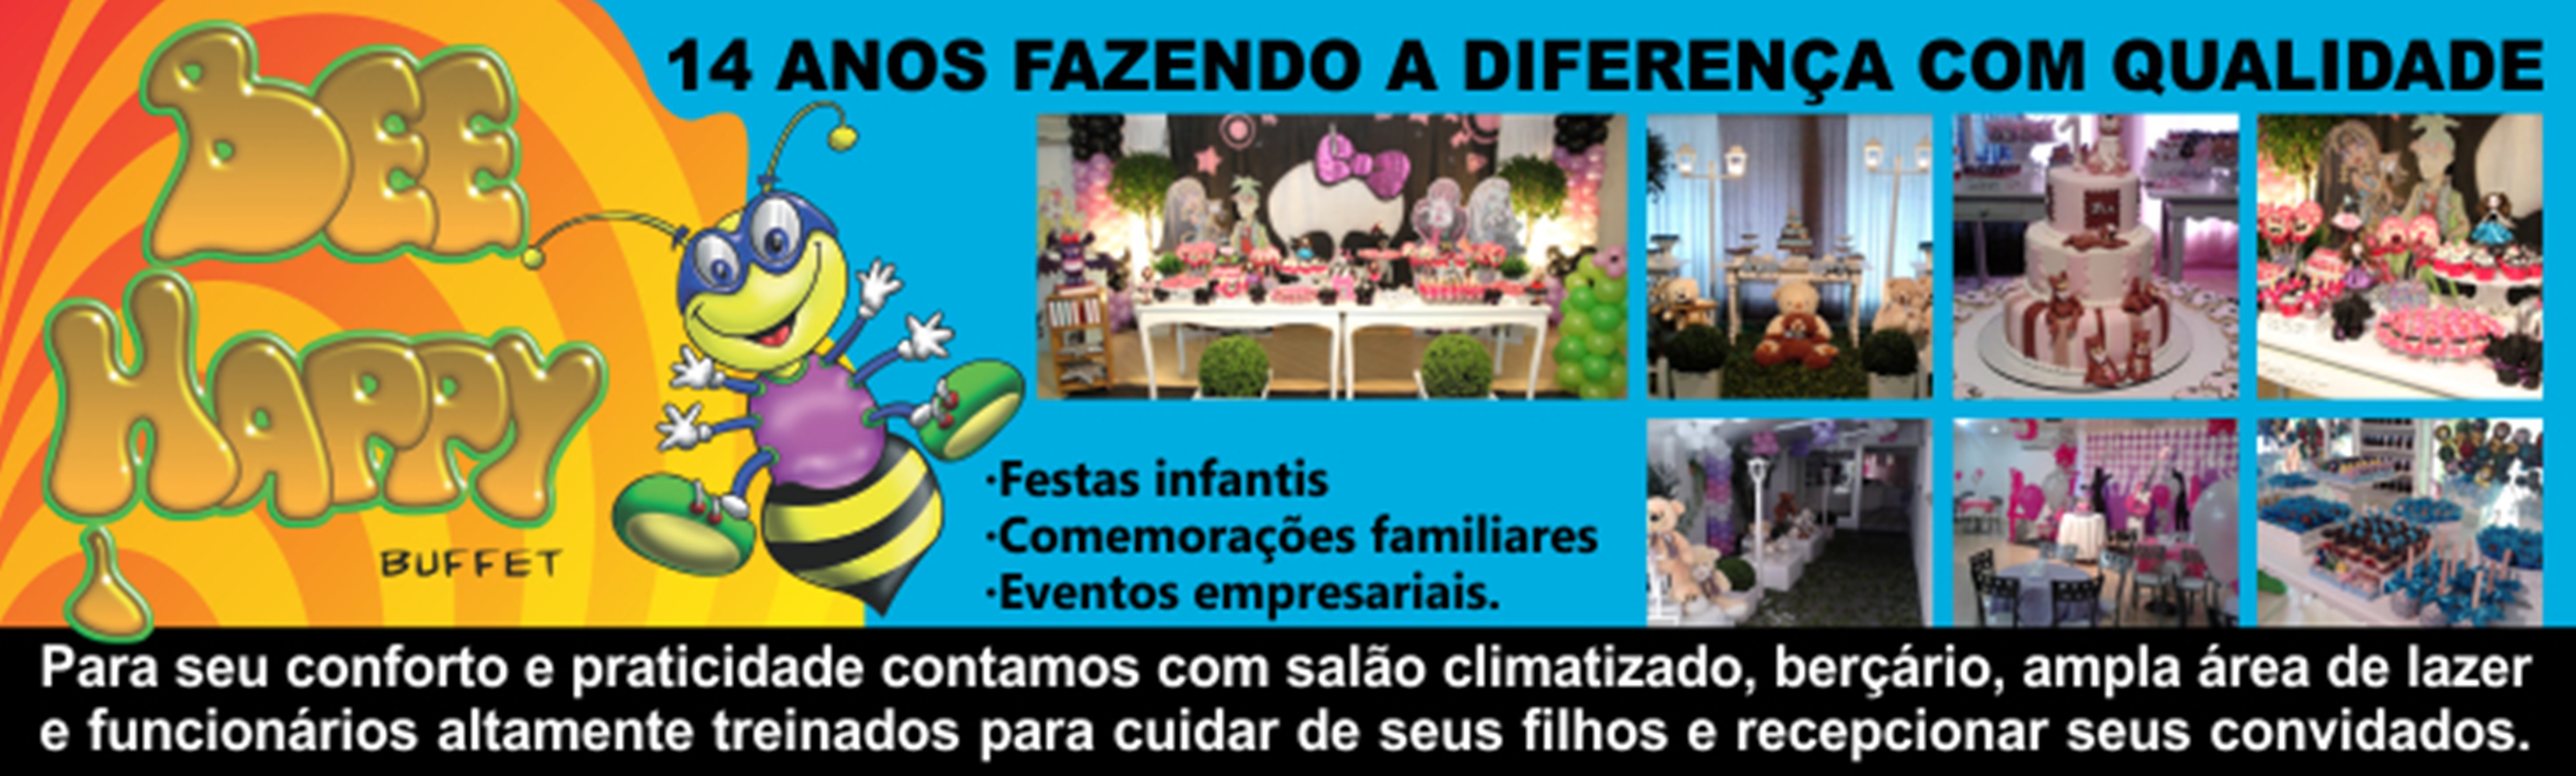 BEE
HAPPY
BUFFET
14 ANOS FAZENDO A DIFERENÇA COM QUALIDADE
·Festas infantis
·Comemorações familiares
·Eventos empresariais.
Para seu conforto e praticidade contamos com salão climatizado, berçário, ampla área de lazer
e funcionários altamente treinados para cuidar de seus filhos e recepcionar seus convidados.